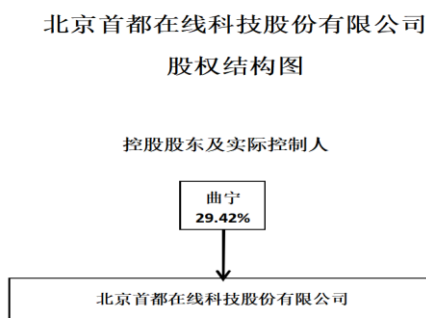 北京首都在线科技股份有限公司
股权结构图
控股股东及实际控制人
曲宁
29.42%
北京首都在线科技股份有限公司